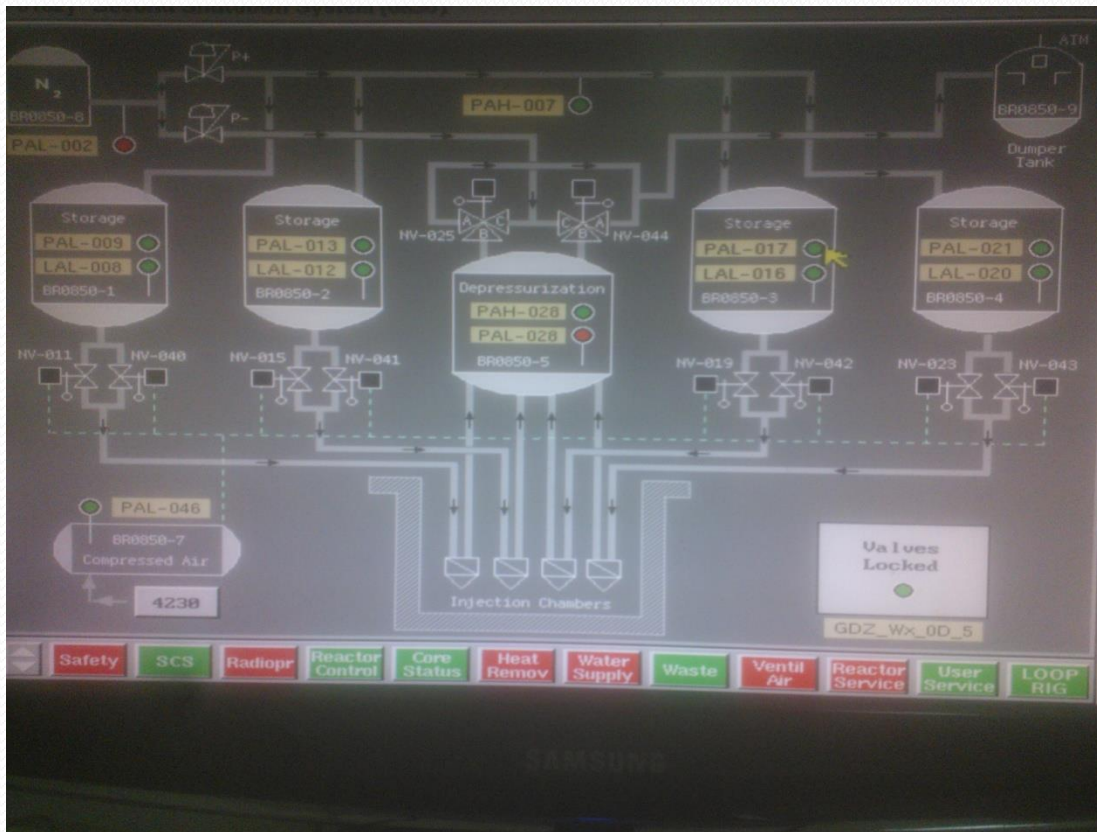 P+
N2
PAH-007
ATM
BR0850-8
BR0850-9
P-
PAL-002
Dumper
Tank
Storage
Storage
Storage
Storage
PAL-009
PAL-013
NV-025
A C
B
C A
B
NV-044
PAL-017
PAL-021
LAL-008
LAL-012
LAL-016
LAL-020
BR0850-1
BR0850-2
Depressurization
BR0850-3
BR0850-4
PAH-028
PAL-028
BR0850-5
NV-011
NV-040
NV-015
NV-041
NV-019
NV-042
NV-023
NV-043
PAL-046
BR0850-7
Compressed Air
4230
Injection Chambers
Valves
Locked
GDZ_Wx_0D_5
Safety
SCS
Radiopr
Reactor
Control
Core
Status
Heat
Remov
Water
Supply
Waste
Ventil
Air
Reactor
Service
User
Service
LOOP
RIG
SAMSUNG